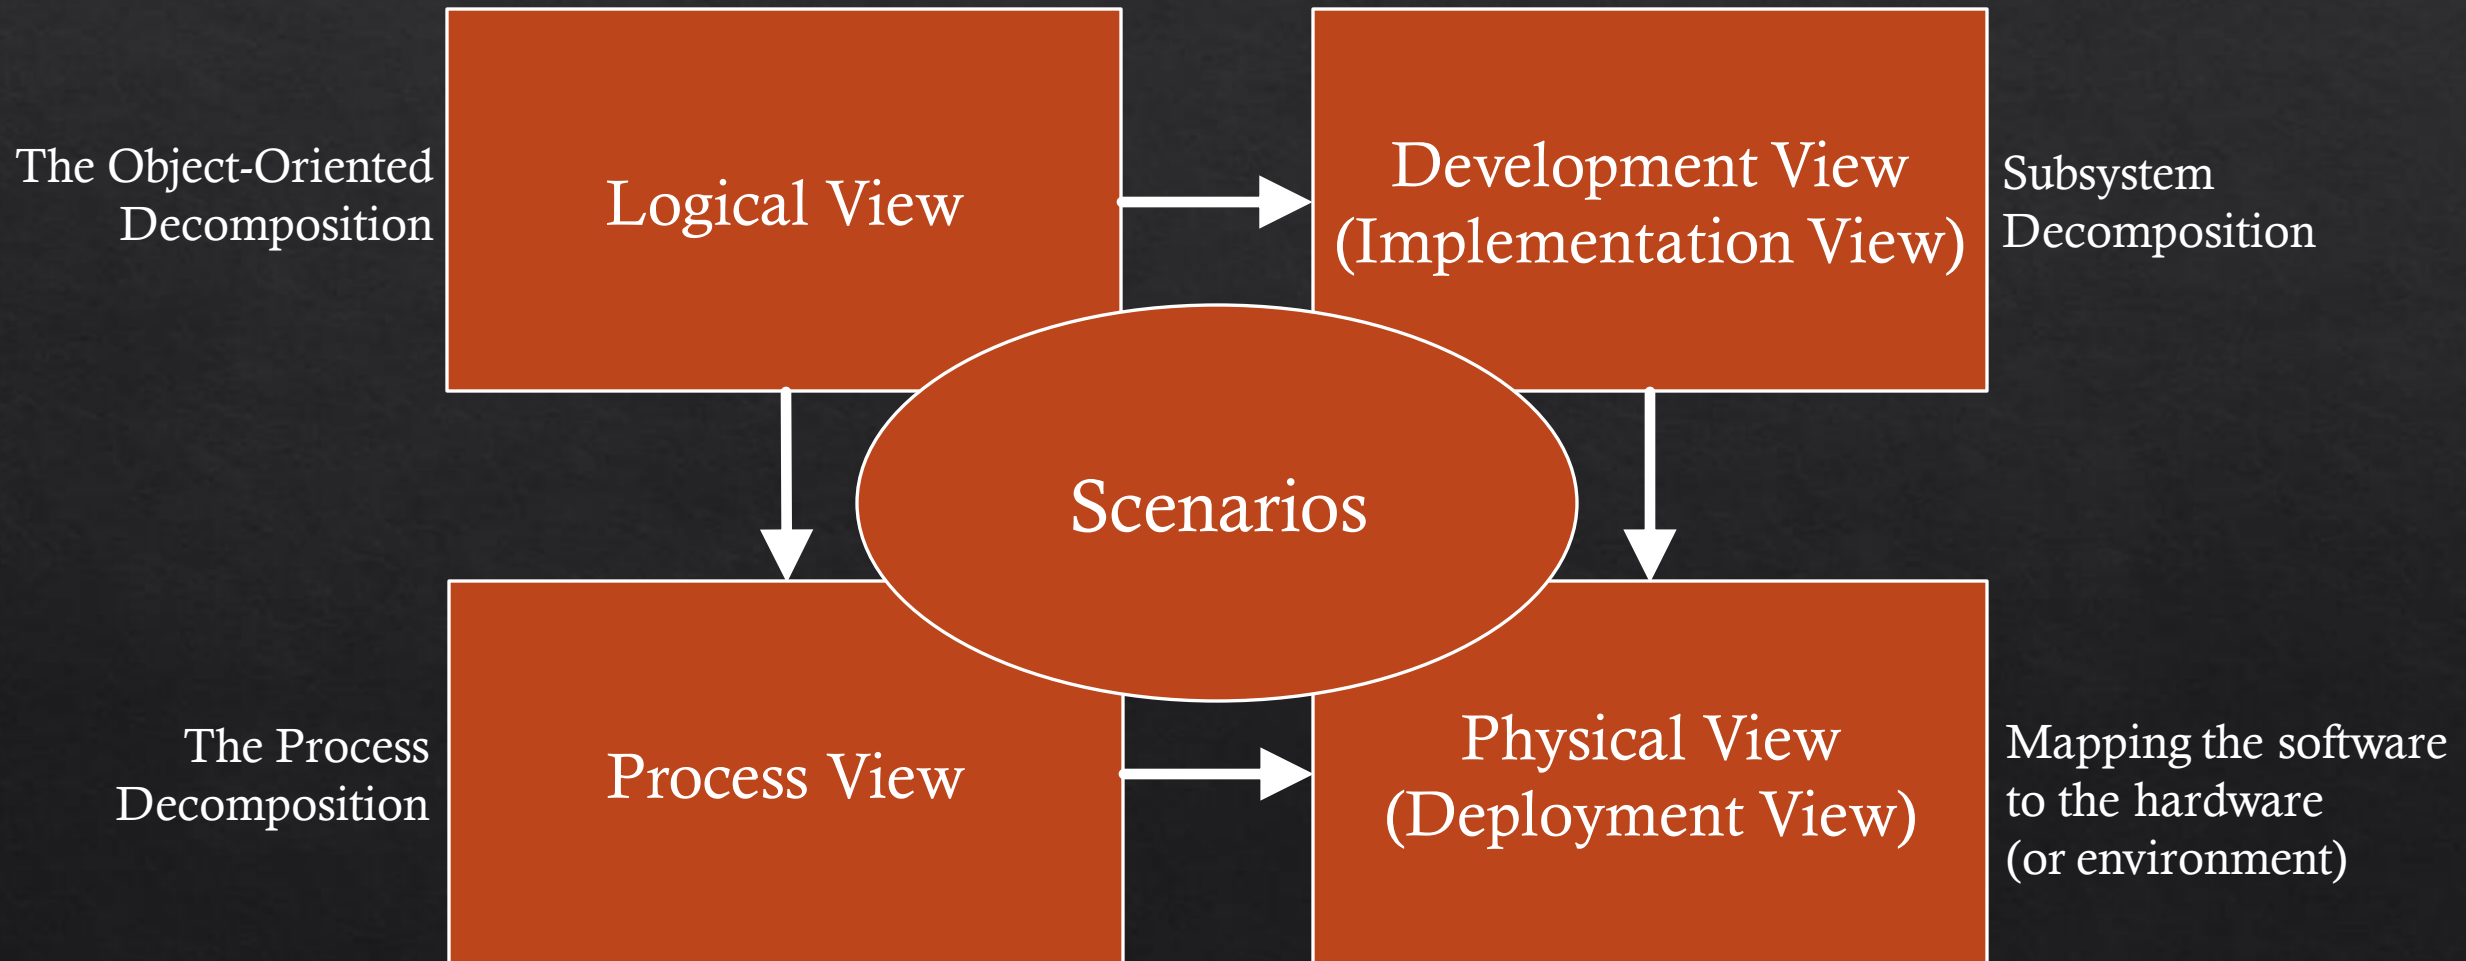 The Object-Oriented
Decomposition
Logical View
Development View
(Implementation View)
Subsystem
Decomposition
Scenarios
The Process
Decomposition
Process View
Physical View
(Deployment View)
Mapping the software
to the hardware
(or environment)